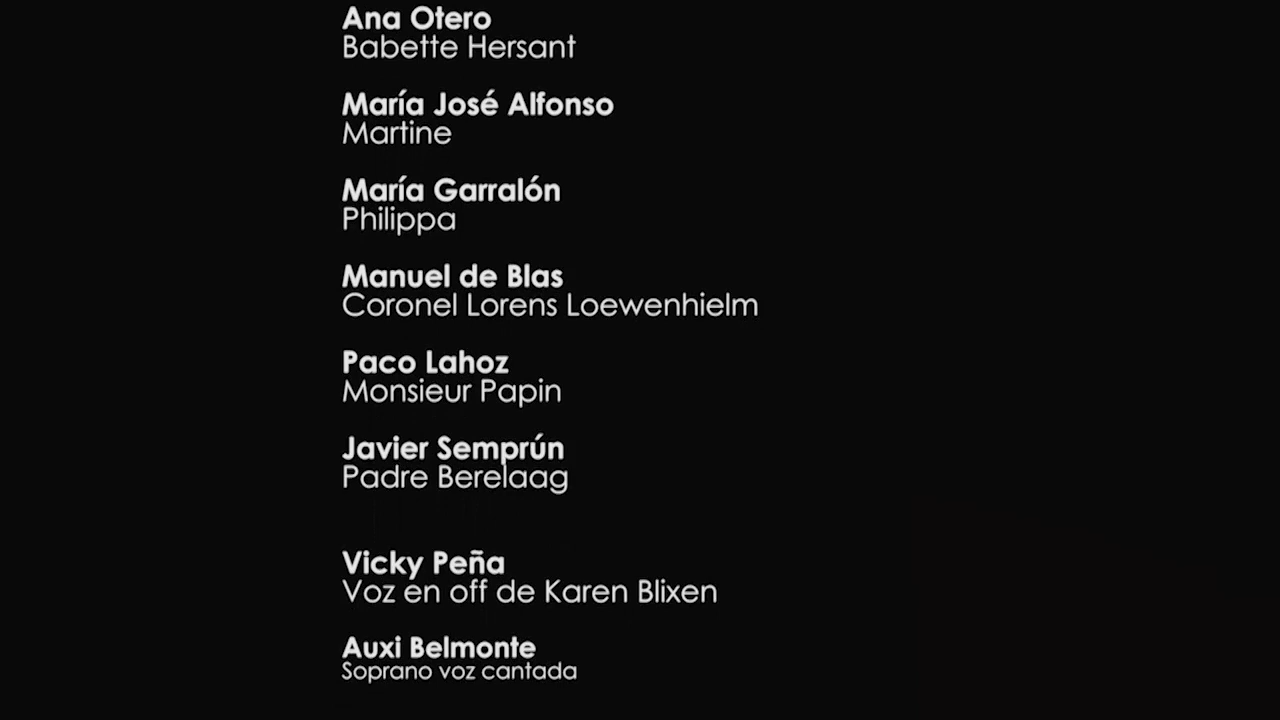 Ana Otero
Babette Hersant
María José Alfonso
Martine
María Garralón
Philippa
Manuel de Blas
Coronel Lorens Loewenhielm
Paco Lahoz
Monsieur Papin
Javier Semprún
Padre Berelaag
Vicky Peña
Voz en off de Karen Blixen
Auxi Belmonte
Soprano voz cantada